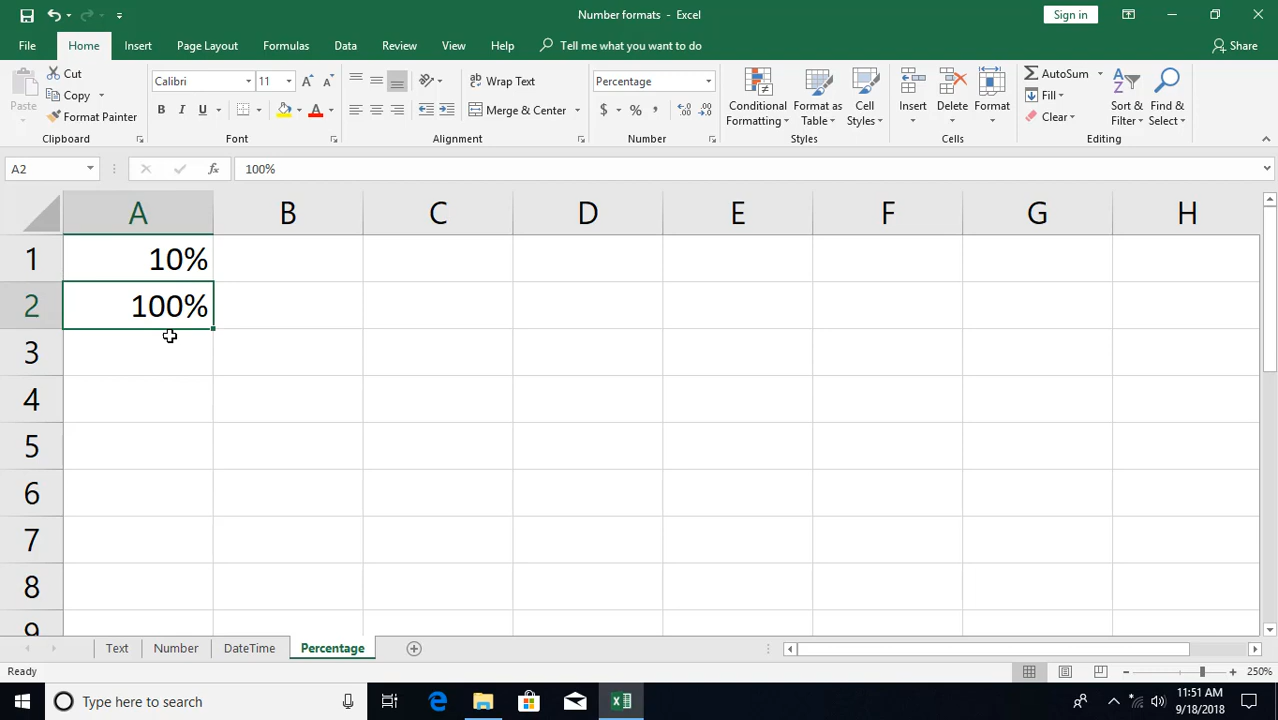 Number formats - Excel
Sign in
File Home Insert Page Layout Formulas Data Review View Help Tell me what you want to do Share
Paste Cut Copy Format Painter Clipboard
Calibri 11 B I U A Font
Wrap Text Merge & Center Alignment
Percentage $ % , Number
Conditional Formatting Format as Table Cell Styles Styles
Insert Delete Format Cells
AutoSum Fill Clear Sort & Filter Find & Select Editing
A2 fx 100%
A B C D E F G H
1 10%
2 100%
3
4
5
6
7
8
9
Text Number DateTime Percentage
Ready 250%
Type here to search 11:51 AM
9/18/2018